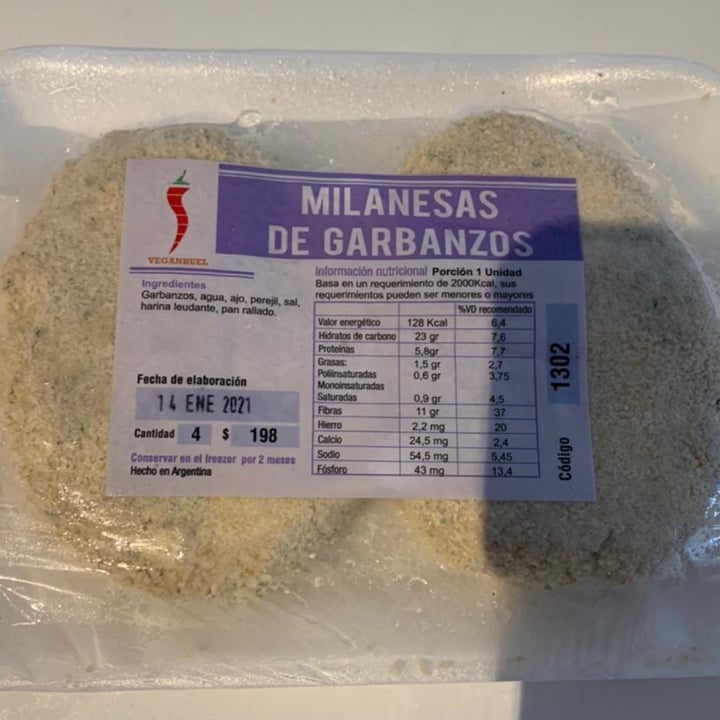 MILANESAS
DE GARBANZOS
VEGANHUEL
Ingredientes
Garbanzos, agua, ajo, perejil, sal,
harina leudante, pan rallado.
Fecha de elaboración
14 ENE 2021
Cantidad 4 $ 198
Conservar en el freezer por 2 meses
Hecho en Argentina
Información nutricional Porción 1 Unidad
Basa en un requerimiento de 2000Kcal, sus
requerimientos pueden ser menores o mayores
%VD recomendado
Valor energético 128 Kcal 6,4
Hidratos de carbono 23 gr 7,6
Proteínas 5,8gr 7,7
Grasas: 1,5 gr 2,7
Poliinsaturadas 0,6 gr 3,75
Monoinsaturadas
Saturadas 0,9 gr 4,5
Fibras 11 gr 37
Hierro 2,2 mg 20
Calcio 24,5 mg 2,4
Sodio 54,5 mg 5,45
Fósforo 43 mg 13,4
Código 1302